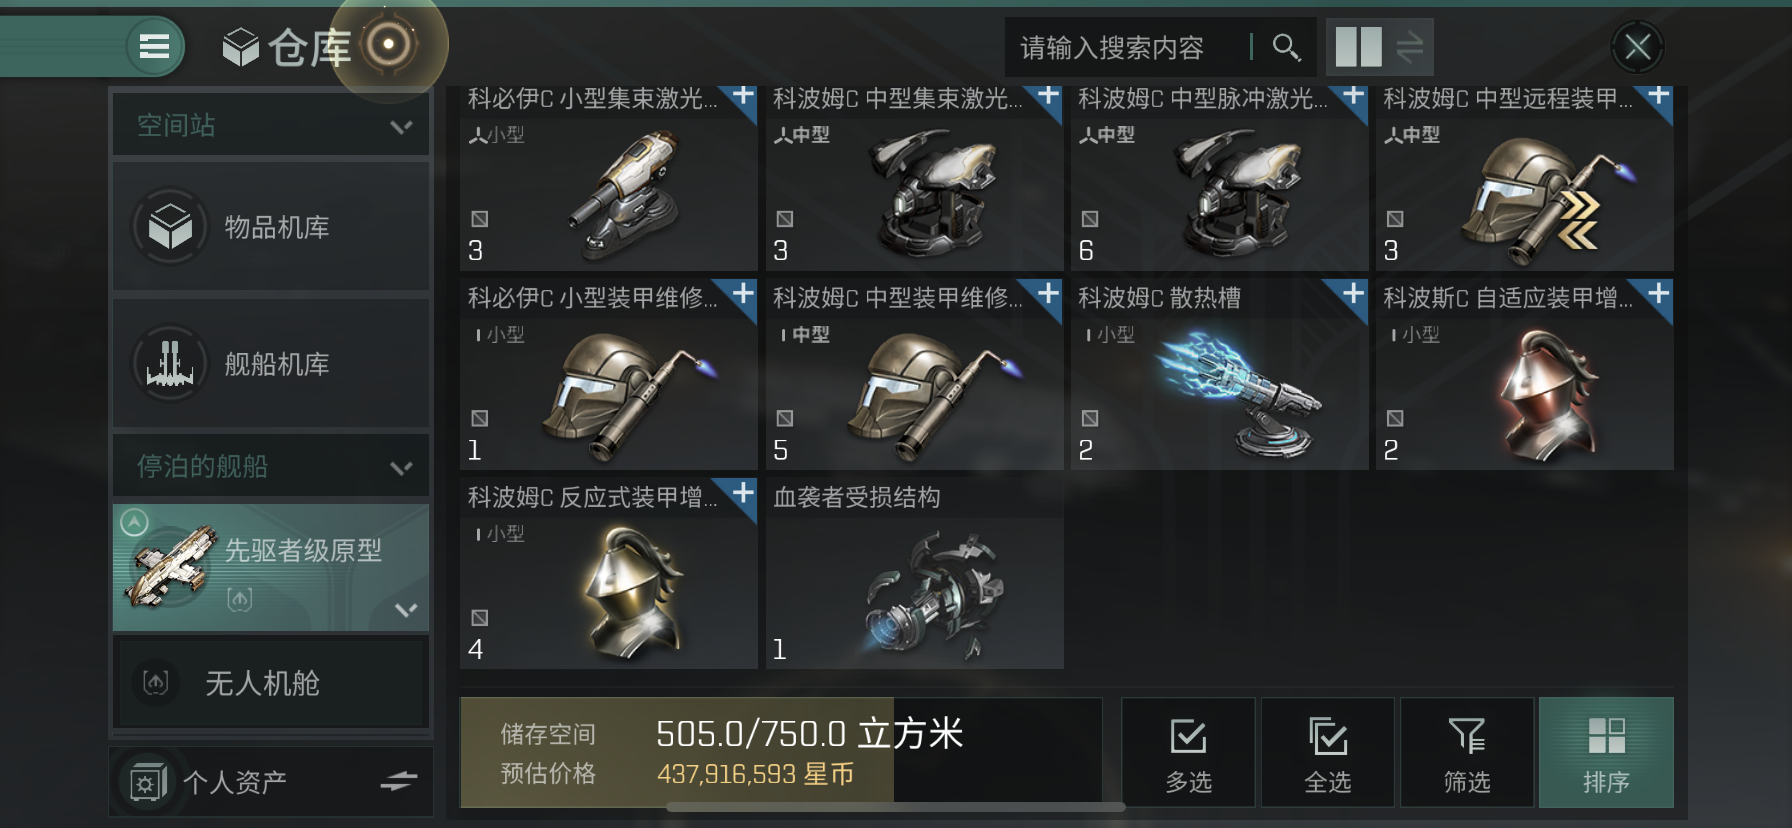 仓库
请输入搜索内容
空间站
物品机库
舰船机库
停泊的舰船
先驱者级原型
无人机舱
个人资产
科必伊C 小型集束激光...
小型
3
科波姆C 中型集束激光...
中型
3
科波姆C 中型脉冲激光...
中型
6
科波姆C 中型远程装甲...
中型
3
科必伊C 小型装甲维修...
小型
1
科波姆C 中型装甲维修...
中型
5
科波姆C 散热槽
小型
2
科波斯C 自适应装甲增...
小型
2
科波姆C 反应式装甲增...
小型
4
血袭者受损结构
1
储存空间 505.0/750.0 立方米
预估价格 437,916,593 星币
多选
全选
筛选
排序